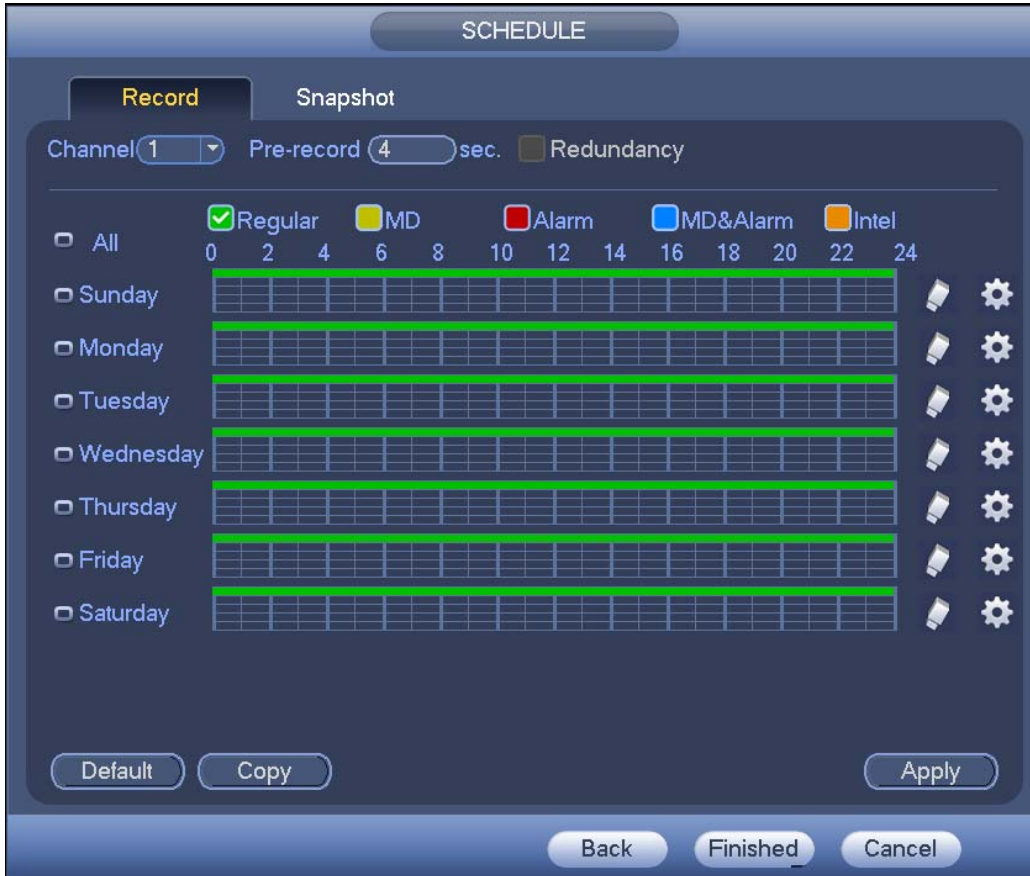 SCHEDULE
Record Snapshot
Channel 1 Pre-record 4 sec. Redundancy
Regular MD Alarm MD&Alarm Intel
All
0 2 4 6 8 10 12 14 16 18 20 22 24
Sunday
Monday
Tuesday
Wednesday
Thursday
Friday
Saturday
Default Copy Apply
Back Finished Cancel